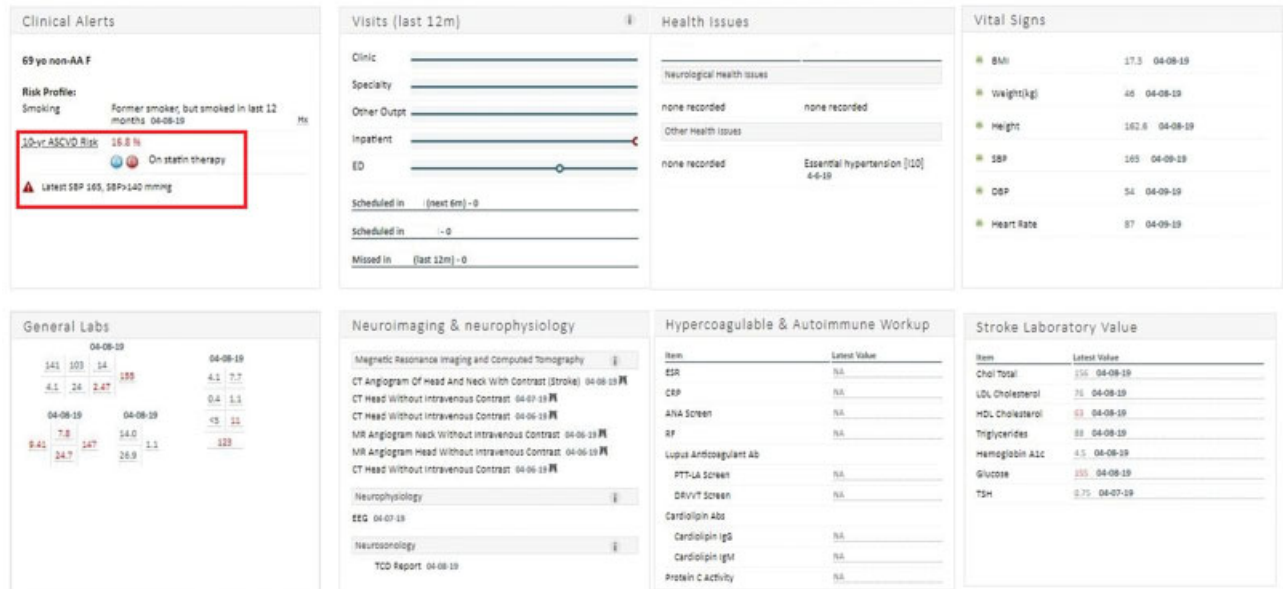 Clinical Alerts
69 yo non-AA F
Risk Profile:
Smoking Former smoker, but smoked in last 12
months 04-08-19 Hx
10-yr ASCVD Risk 16.8 %
On statin therapy
Latest SBP 165, SBP>140 mmHg
Visits (last 12m)
Clinic
Specialty
Other Outpt
Inpatient
ED
Scheduled in (next 6m) - 0
Scheduled in - 0
Missed in (last 12m) - 0
Health Issues
Neurological Health Issues
none recorded none recorded
Other Health Issues
none recorded Essential hypertension [I10]
4-6-19
Vital Signs
BMI 17.3 04-08-19
Weight(kg) 46 04-08-19
Height 162.6 04-08-19
SBP 165 04-09-19
DBP 54 04-09-19
Heart Rate 87 04-09-19
General Labs
04-08-19
141 103 14
155
4.1 24 2.47
04-08-19
4.1 7.7
0.4 1.1
<5 11
123
04-08-19
7.8
9.41 147
24.7
04-08-19
14.0
1.1
26.9
Neuroimaging & neurophysiology
Magnetic Resonance Imaging and Computed Tomography
CT Angiogram Of Head And Neck With Contrast (Stroke) 04-08-19
CT Head Without Intravenous Contrast 04-07-19
CT Head Without Intravenous Contrast 04-06-19
MR Angiogram Neck Without Intravenous Contrast 04-06-19
MR Angiogram Head Without Intravenous Contrast 04-06-19
CT Head Without Intravenous Contrast 04-06-19
Neurophysiology
EEG 04-07-19
Neurosonology
TCD Report 04-08-19
Hypercoagulable & Autoimmune Workup
Item Latest Value
ESR NA
CRP NA
ANA Screen NA
RF NA
Lupus Anticoagulant Ab
PTT-LA Screen NA
DRVVT Screen NA
Cardiolipin Abs
Cardiolipin IgG NA
Cardiolipin IgM NA
Protein C Activity NA
Stroke Laboratory Value
Item Latest Value
Chol Total 156 04-08-19
LDL Cholesterol 76 04-08-19
HDL Cholesterol 63 04-08-19
Triglycerides 88 04-08-19
Hemoglobin A1c 4.5 04-08-19
Glucose 155 04-08-19
TSH 0.75 04-07-19